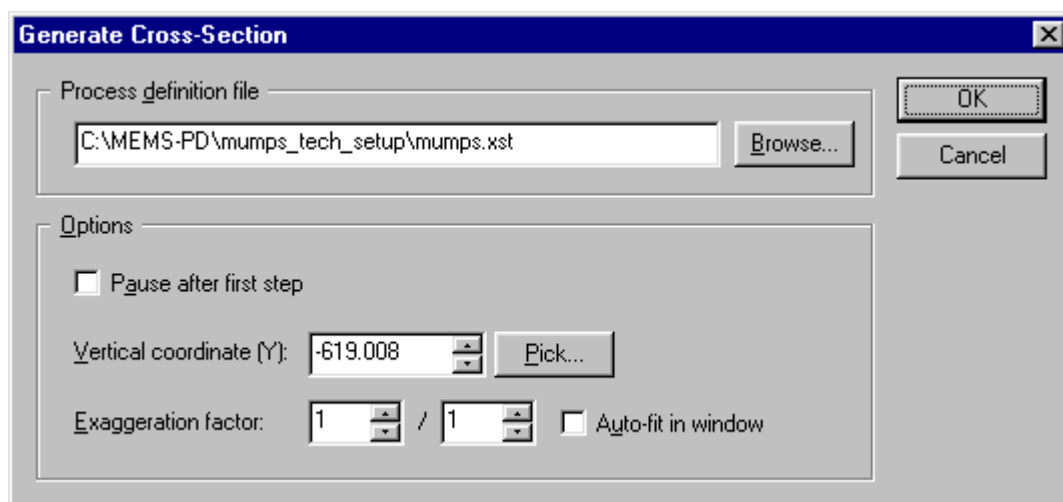 Generate Cross-Section
Process definition file
OK
C:\MEMS-PD\mumps_tech_setup\mumps.xst
Browse...
Cancel
Options
Pause after first step
Vertical coordinate (Y): -619.008 Pick...
Exaggeration factor: 1 / 1 Auto-fit in window